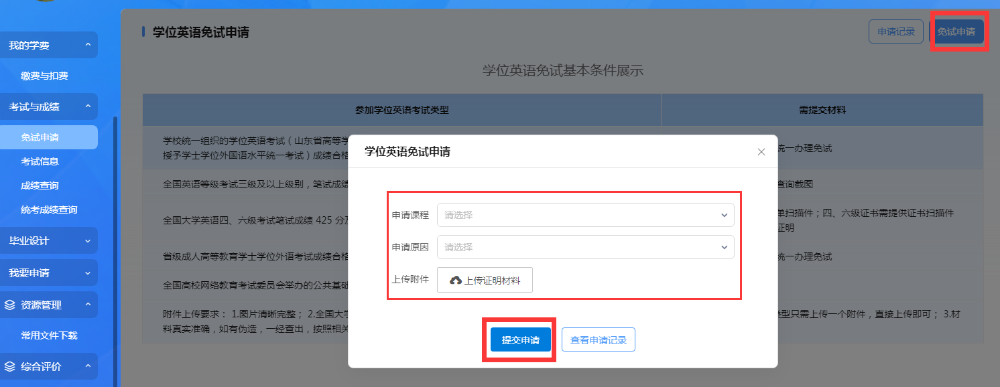 我的学费
缴费与扣费
考试与成绩
免试申请
考试信息
成绩查询
统考成绩查询
毕业设计
我要申请
资源管理
常用文件下载
综合评价
学位英语免试申请
申请记录
免试申请
学位英语免试基本条件展示
参加学位英语考试类型
需提交材料
学校统一组织的学位英语考试（山东省高等学
授予学士学位外国语水平统一考试）成绩合格
统一办理免试
全国英语等级考试三级及以上级别，笔试成绩
查询截图
全国大学英语四、六级考试笔试成绩 425 分及
单扫描件；四、六级证书需提供证书扫描件
证明
省级成人高等教育学士学位外语考试成绩合格
统一办理免试
全国高校网络教育考试委员会举办的公共基础
附件上传要求： 1.图片清晰完整； 2.全国大学
类型只需上传一个附件，直接上传即可； 3.材
料真实准确，如有伪造，一经查出，按照相关
学位英语免试申请
申请课程
请选择
申请原因
请选择
上传附件
上传证明材料
提交申请
查看申请记录